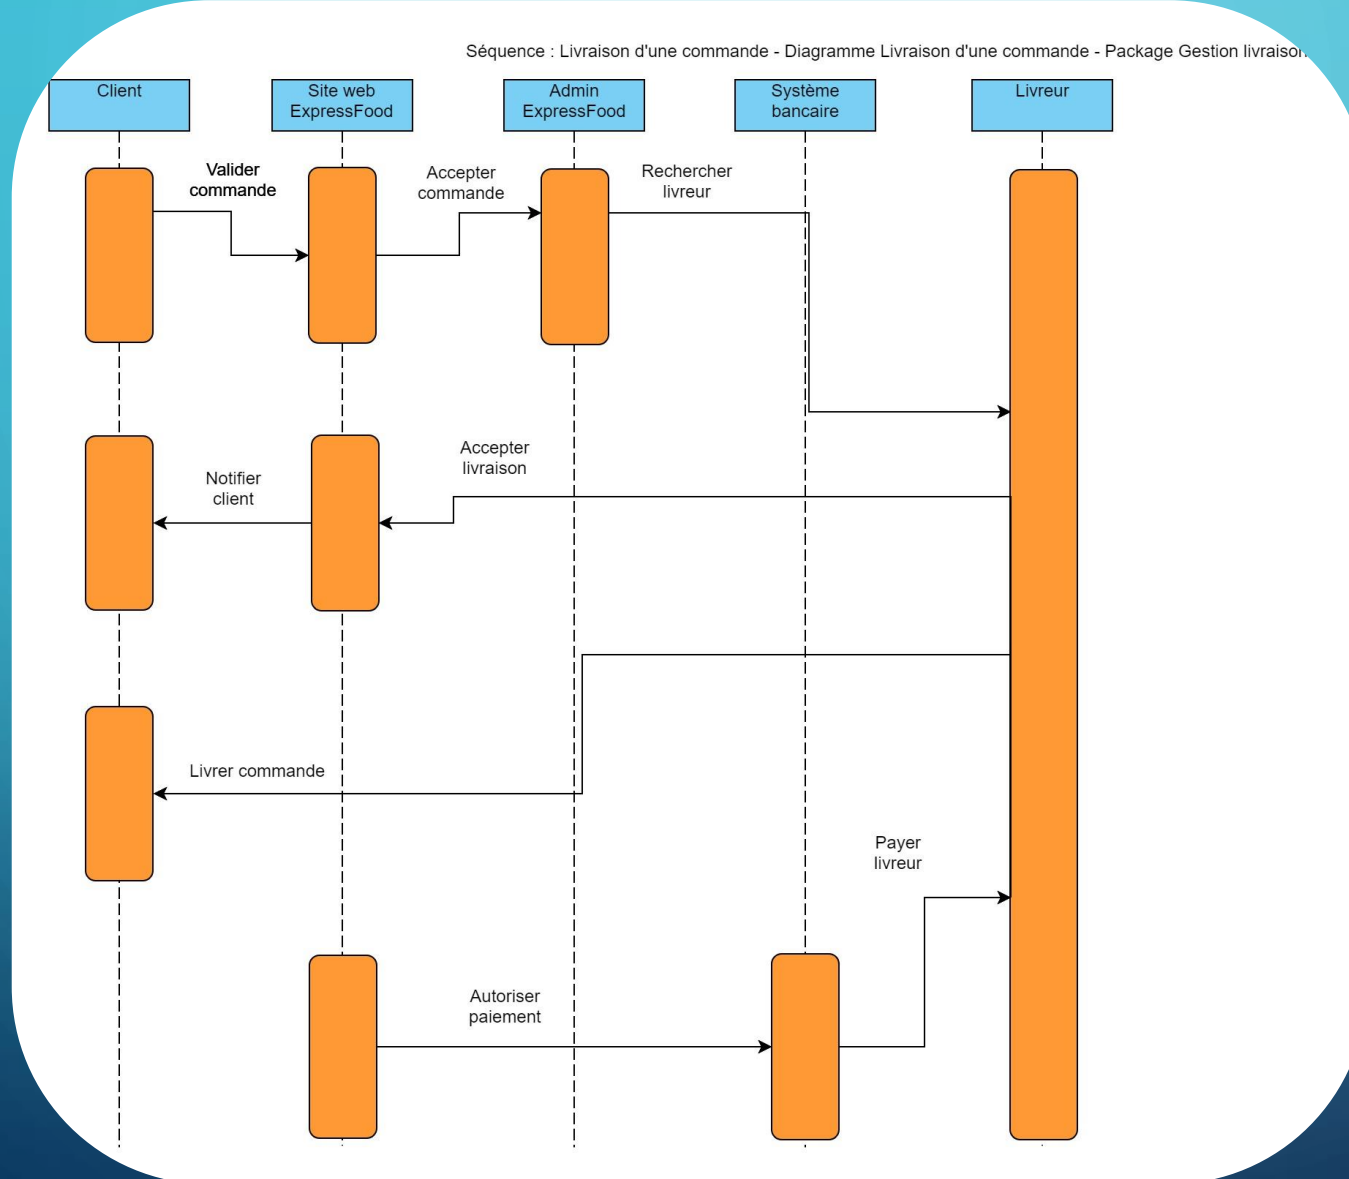 Séquence : Livraison d'une commande - Diagramme Livraison d'une commande - Package Gestion livraison
Client
Site web
ExpressFood
Admin
ExpressFood
Système
bancaire
Livreur
Valider
commande
Accepter
commande
Rechercher
livreur
Accepter
livraison
Notifier
client
Livrer commande
Payer
livreur
Autoriser
paiement